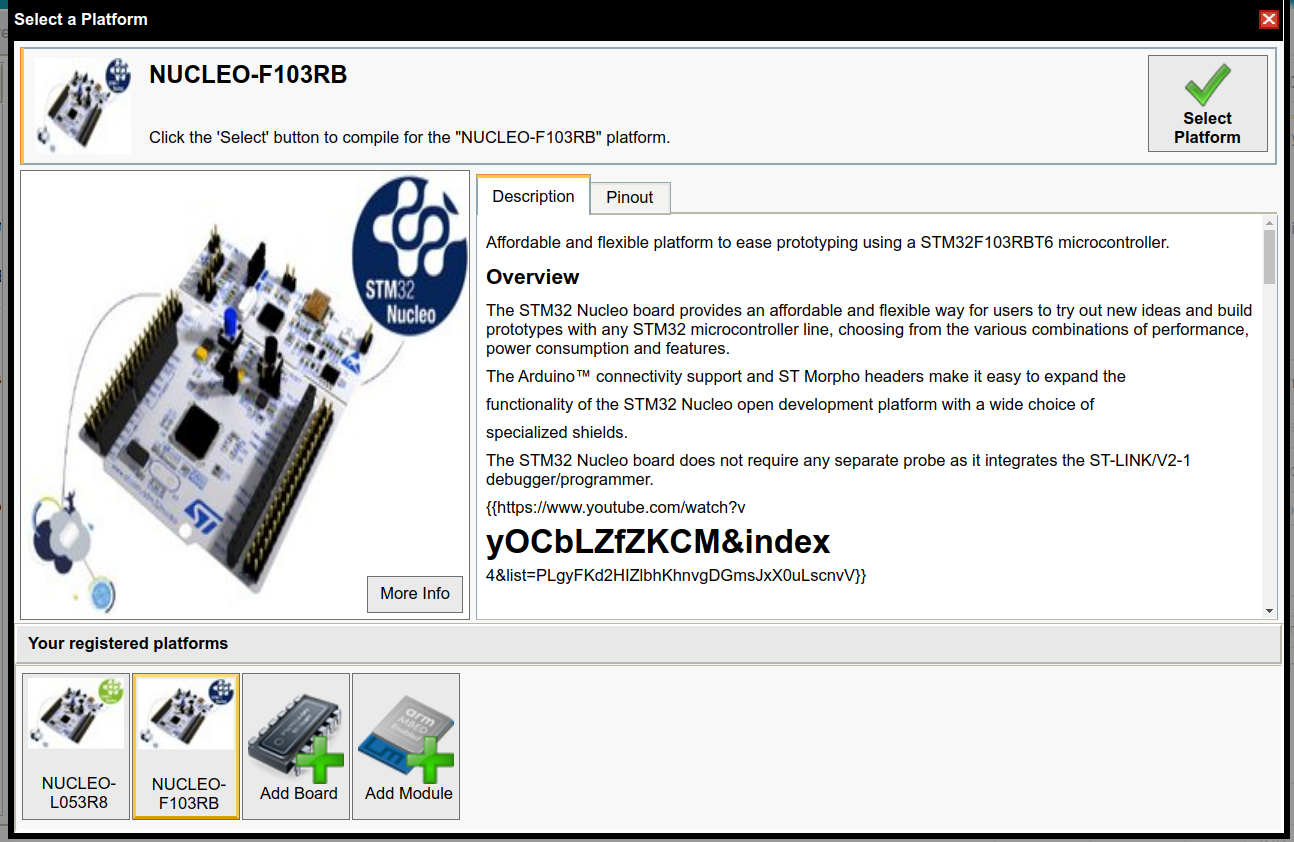 Select a Platform
NUCLEO-F103RB
Click the 'Select' button to compile for the "NUCLEO-F103RB" platform.
Select
Platform
STM32
Nucleo
More Info
Description
Pinout
Affordable and flexible platform to ease prototyping using a STM32F103RBT6 microcontroller.
Overview
The STM32 Nucleo board provides an affordable and flexible way for users to try out new ideas and build
prototypes with any STM32 microcontroller line, choosing from the various combinations of performance,
power consumption and features.
The Arduino™ connectivity support and ST Morpho headers make it easy to expand the
functionality of the STM32 Nucleo open development platform with a wide choice of
specialized shields.
The STM32 Nucleo board does not require any separate probe as it integrates the ST-LINK/V2-1
debugger/programmer.
{{https://www.youtube.com/watch?v
yOCbLZfZKCM&index
4&list=PLgyFKd2HIZlbhKhnvgDGmsJxX0uLscnvV}}
Your registered platforms
NUCLEO-
L053R8
NUCLEO-
F103RB
Add Board
arm
MBED
Enabled
Add Module